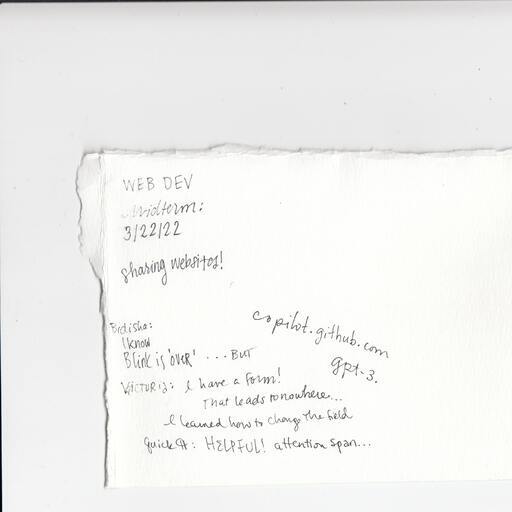 WEB DEV
Midterm:
3/22/22
sharing websites!
copilot.github.com
gpt-3.
I know
Blink is 'over' ... BUT
VICTORIA: I have a form!
That leads to nowhere...
I learned how to change the field
quick A: HELPFUL! attention span...